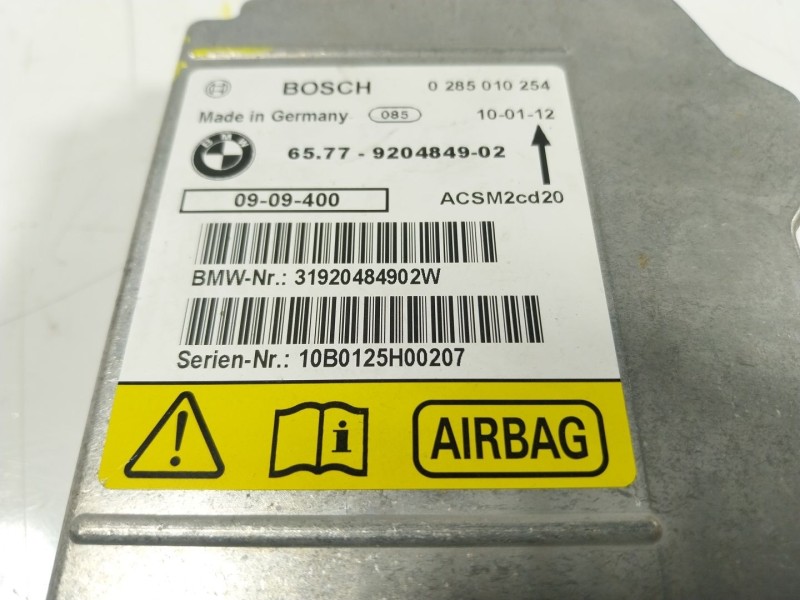 BOSCH 0 285 010 254
Made in Germany 085 10-01-12
BMW 65.77 - 9204849-02
09-09-400 ACSM2cd20
BMW-Nr.: 31920484902W
Serien-Nr.: 10B0125H00207
! i AIRBAG